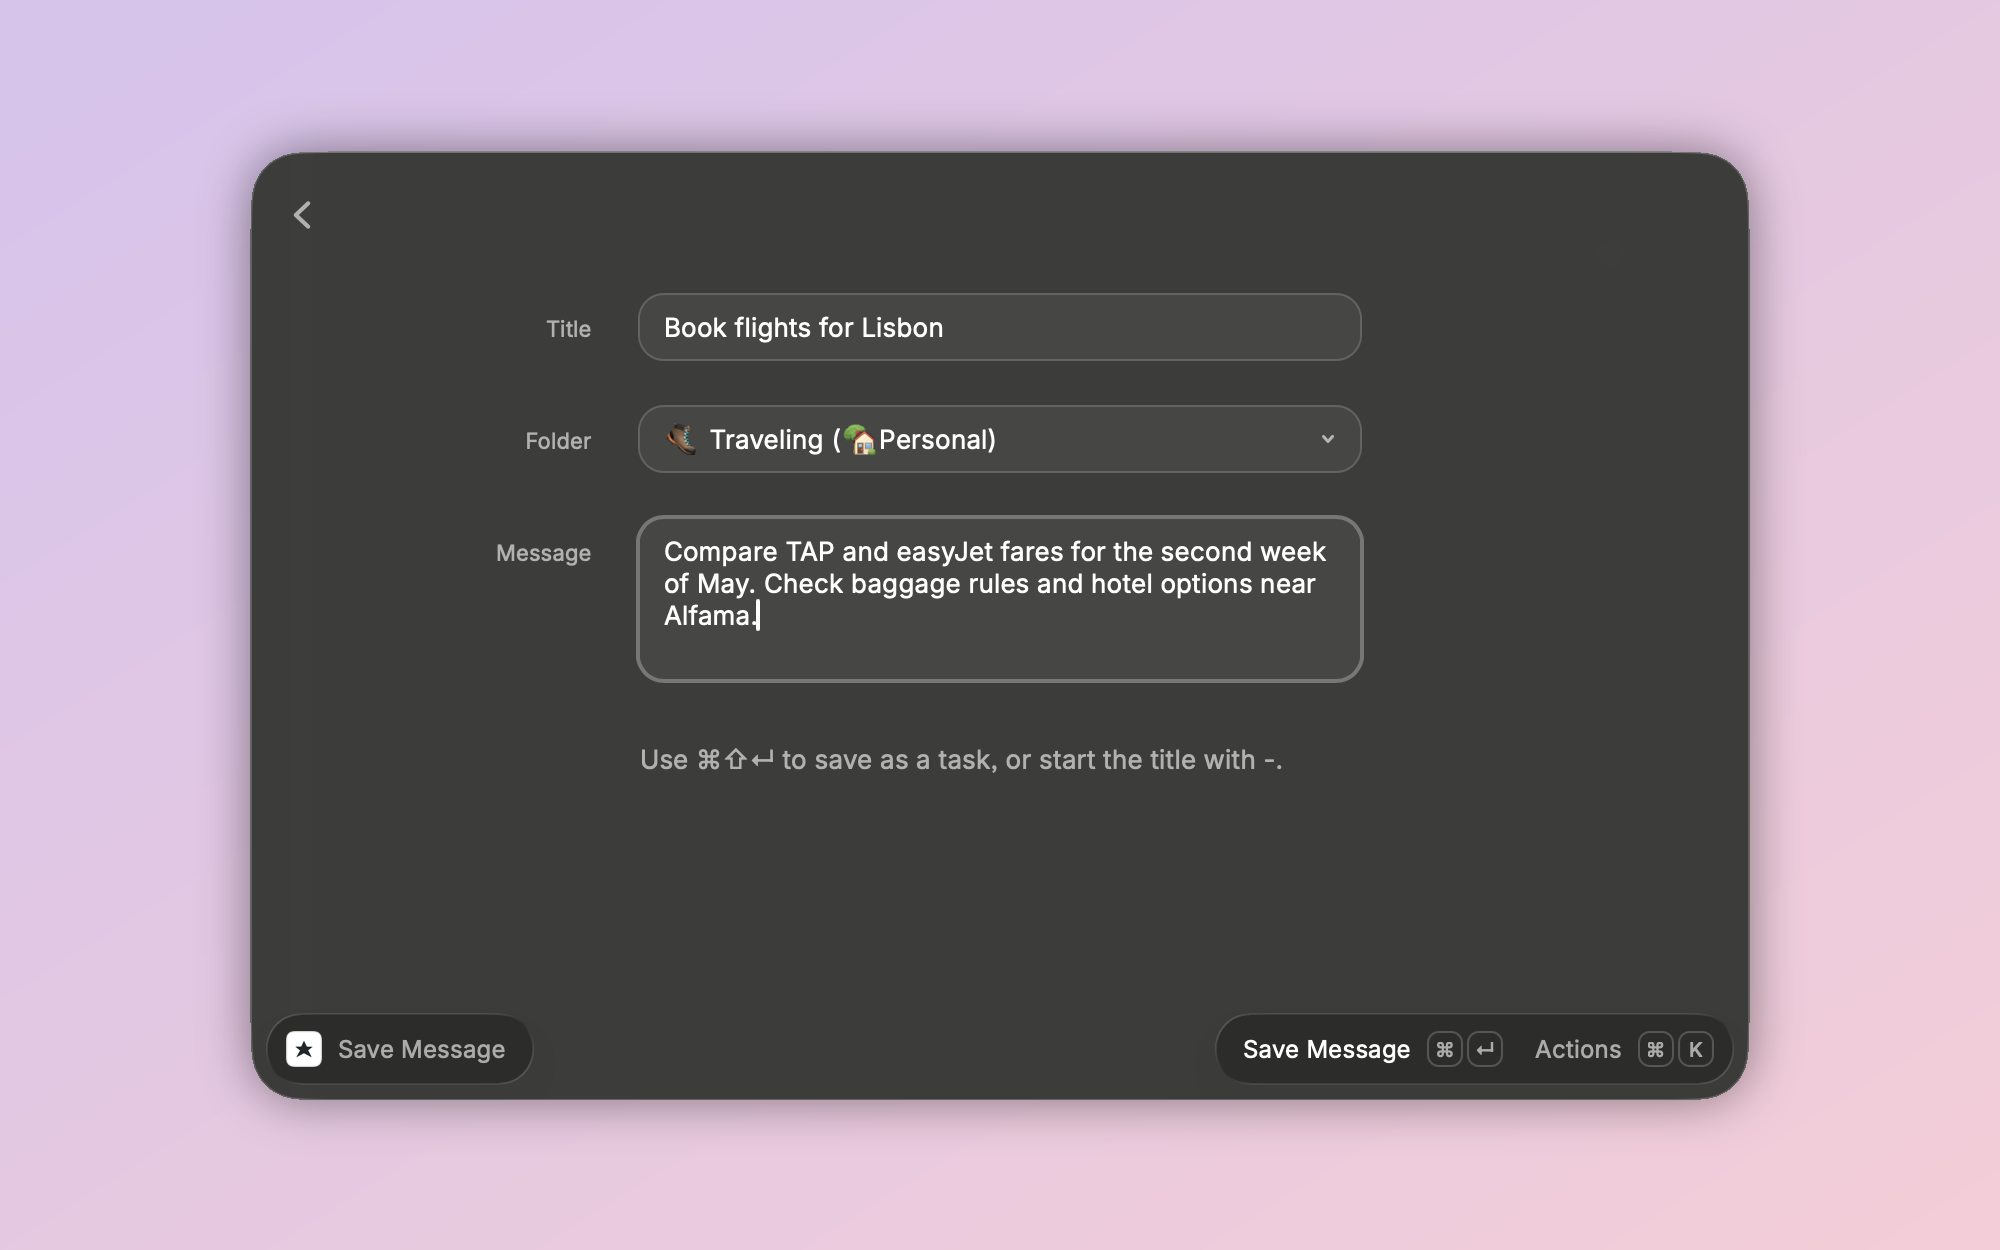 Title
Book flights for Lisbon
Folder
🥾 Traveling (🏡Personal)
Message
Compare TAP and easyJet fares for the second week
of May. Check baggage rules and hotel options near
Alfama.
Use ⌘⇧↵ to save as a task, or start the title with -.
Save Message
Save Message ⌘ ↵ Actions ⌘ K